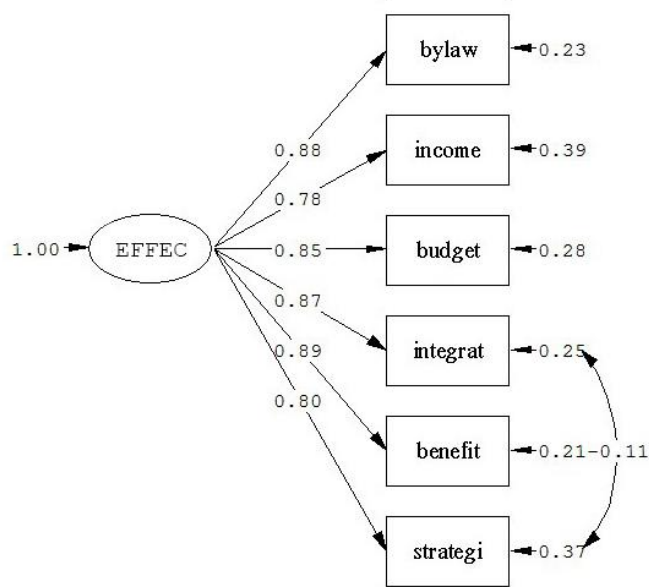 bylaw 0.23
0.88
income 0.39
0.78
1.00 EFFEC 0.85 budget 0.28
0.87
integrat 0.25
0.89
0.80
benefit 0.21-0.11
strategi 0.37